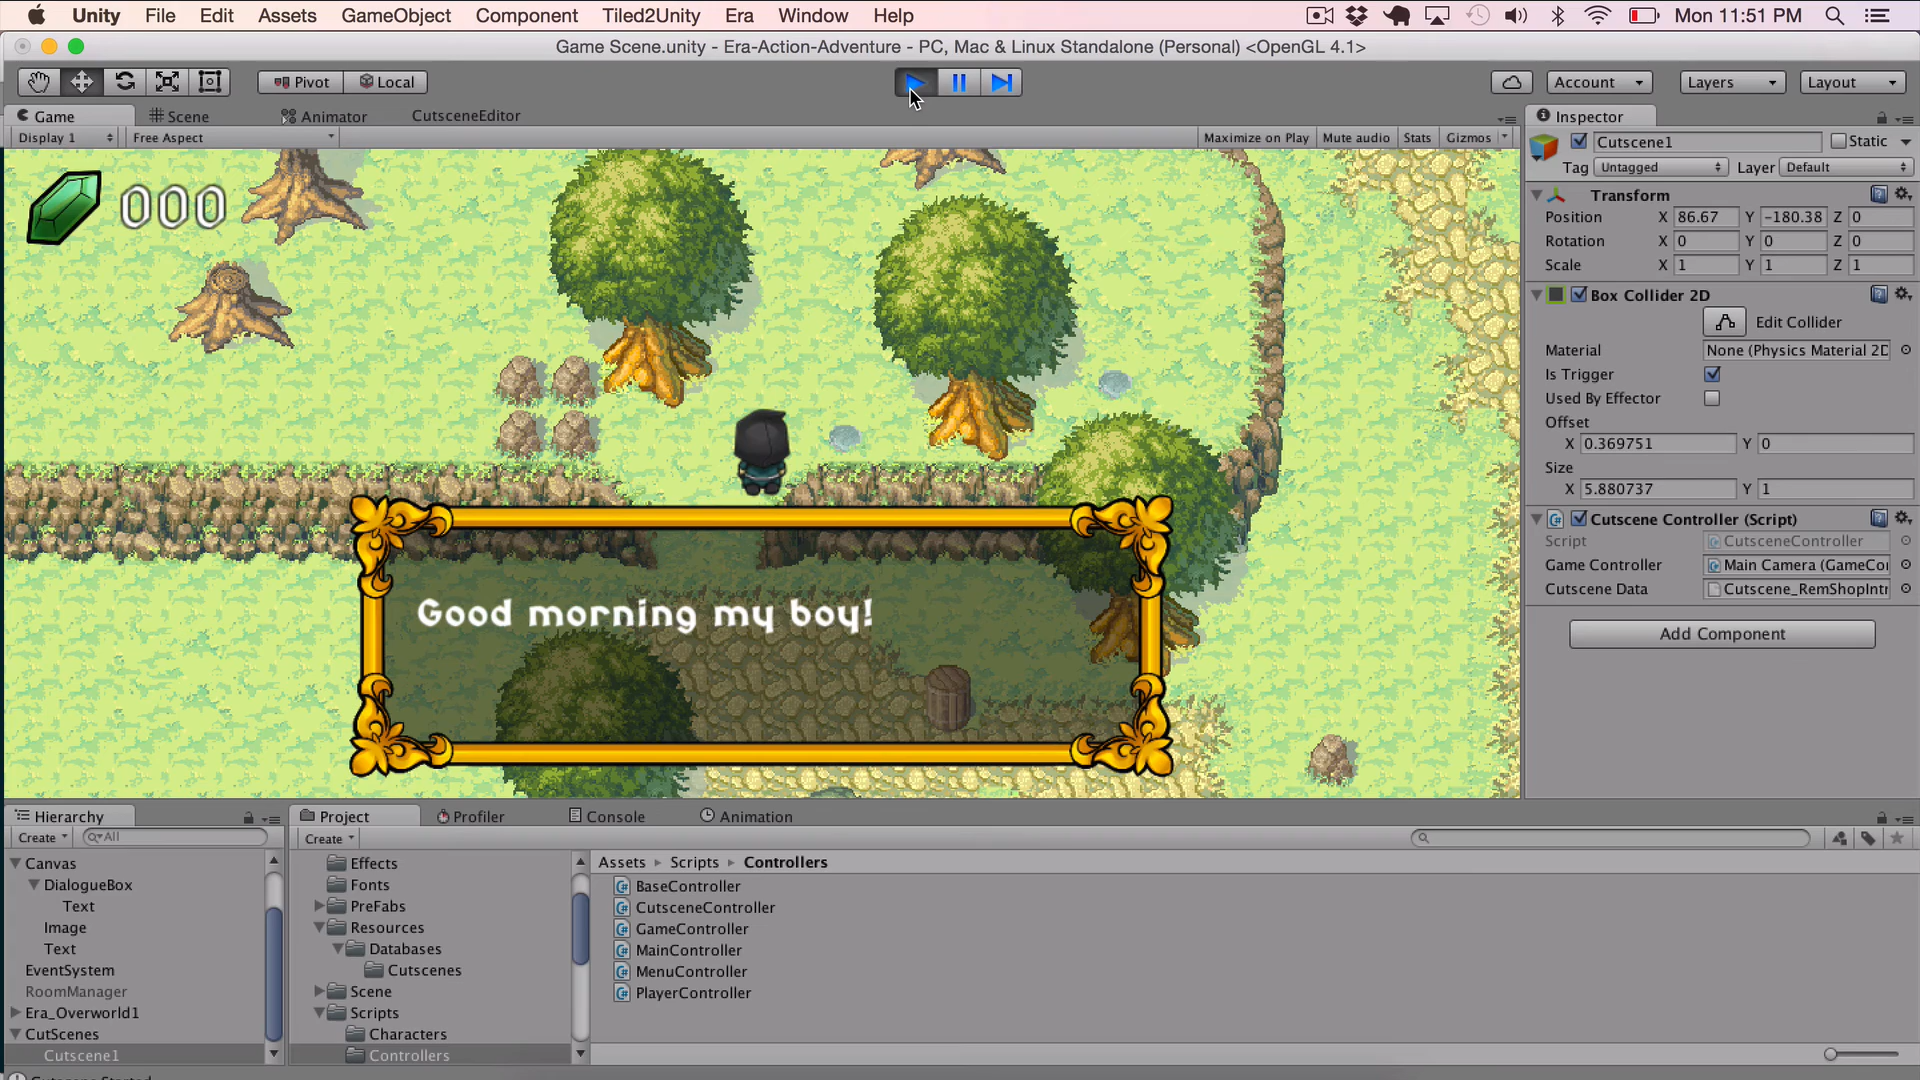 Unity File Edit Assets GameObject Component Tiled2Unity Era Window Help Mon 11:51 PM
Game Scene.unity - Era-Action-Adventure - PC, Mac & Linux Standalone (Personal) <OpenGL 4.1>
Pivot Local Account Layers Layout
Game Scene Animator CutsceneEditor Inspector
Display 1 Free Aspect Maximize on Play Mute audio Stats Gizmos
Cutscene1 Static
Tag Untagged Layer Default
Transform
Position X 86.67 Y -180.38 Z 0
Rotation X 0 Y 0 Z 0
Scale X 1 Y 1 Z 1
Box Collider 2D
Edit Collider
Material None (Physics Material 2D
Is Trigger
Used By Effector
Offset
X 0.369751 Y 0
Size
X 5.880737 Y 1
Cutscene Controller (Script)
Script CutsceneController
Game Controller Main Camera (GameCo
Cutscene Data Cutscene_RemShopInt
Add Component
000
Good morning my boy!
Hierarchy
Create All
Canvas
DialogueBox
Text
Image
Text
EventSystem
RoomManager
Era_Overworld1
CutScenes
Cutscene1
Project Profiler Console Animation
Create
Effects
Fonts
PreFabs
Resources
Databases
Cutscenes
Scene
Scripts
Characters
Controllers
Assets Scripts Controllers
BaseController
CutsceneController
GameController
MainController
MenuController
PlayerController